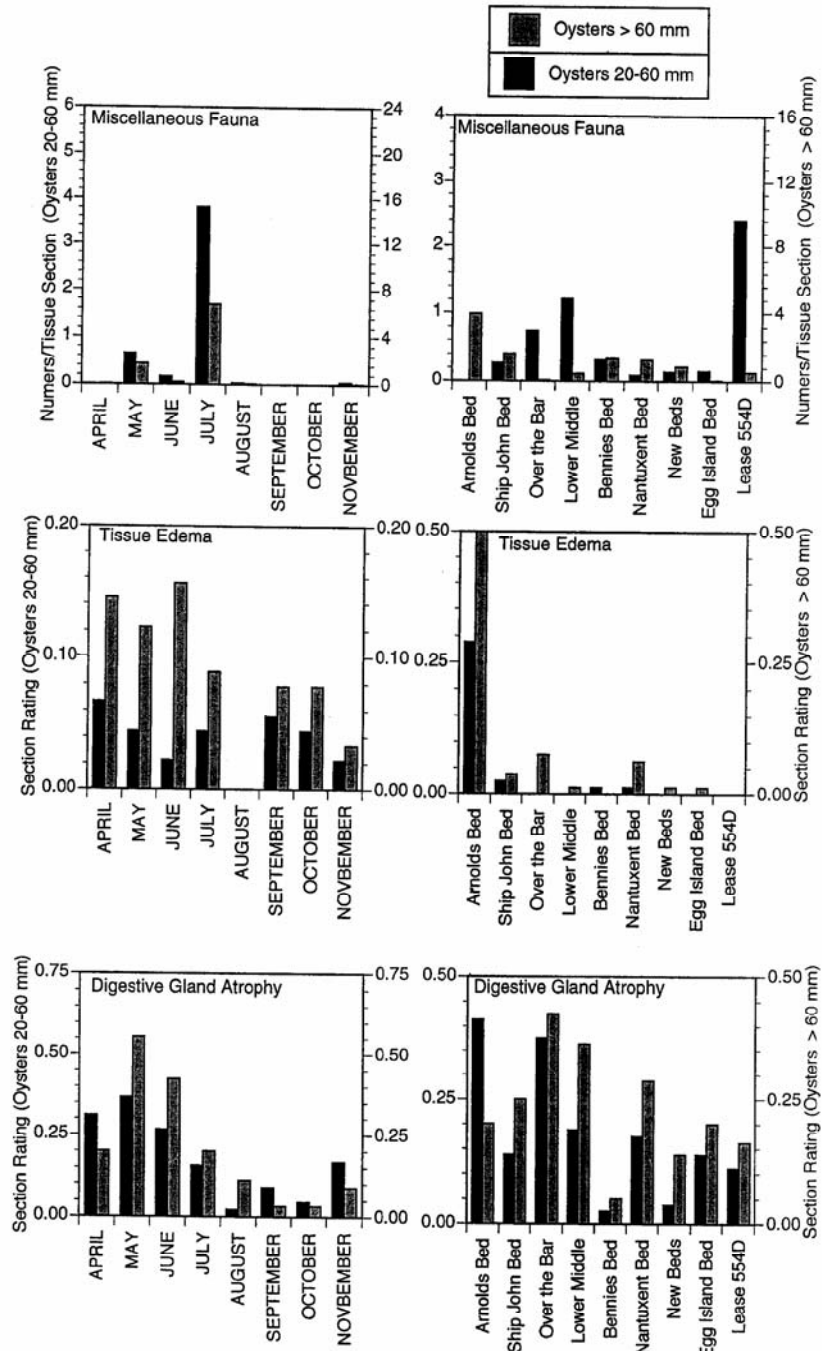 Oysters > 60 mm
Oysters 20-60 mm
Miscellaneous Fauna
Numers/Tissue Section (Oysters 20-60 mm)
6
5
4
3
2
1
0
24
20
16
12
8
4
0
APRIL
MAY
JUNE
JULY
AUGUST
SEPTEMBER
OCTOBER
NOVBEMBER
Miscellaneous Fauna
4
3
2
1
0
16
12
8
4
0
Numers/Tissue Section (Oysters > 60 mm)
Arnolds Bed
Ship John Bed
Over the Bar
Lower Middle
Bennies Bed
Nantuxent Bed
New Beds
Egg Island Bed
Lease 554D
Tissue Edema
Section Rating (Oysters 20-60 mm)
0.20
0.10
0.00
0.20
0.10
0.00
APRIL
MAY
JUNE
JULY
AUGUST
SEPTEMBER
OCTOBER
NOVBEMBER
Tissue Edema
0.50
0.25
0.00
0.50
0.25
0.00
Section Rating (Oysters > 60 mm)
Arnolds Bed
Ship John Bed
Over the Bar
Lower Middle
Bennies Bed
Nantuxent Bed
New Beds
Egg Island Bed
Lease 554D
Digestive Gland Atrophy
Section Rating (Oysters 20-60 mm)
0.75
0.50
0.25
0.00
0.75
0.50
0.25
0.00
APRIL
MAY
JUNE
JULY
AUGUST
SEPTEMBER
OCTOBER
NOVBEMBER
Digestive Gland Atrophy
0.50
0.25
0.00
0.50
0.25
0.00
Section Rating (Oysters > 60 mm)
Arnolds Bed
Ship John Bed
Over the Bar
Lower Middle
Bennies Bed
Nantuxent Bed
New Beds
Egg Island Bed
Lease 554D